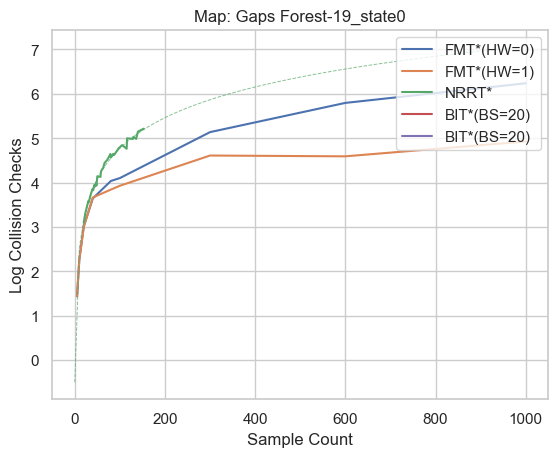 Map: Gaps Forest-19_state0
FMT*(HW=0)
FMT*(HW=1)
NRRT*
BIT*(BS=20)
BIT*(BS=20)
Log Collision Checks
7
6
5
4
3
2
1
0
0 200 400 600 800 1000
Sample Count